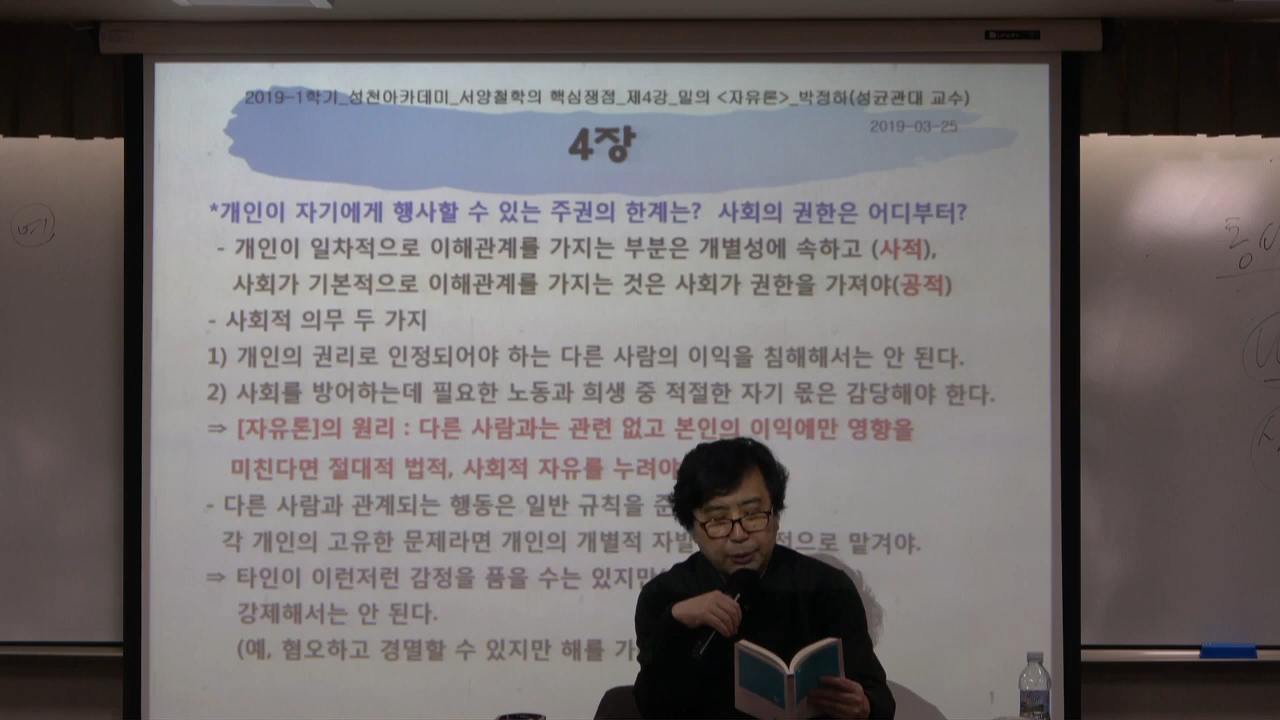 2019-1학기_성천아카데미_서양철학의 핵심쟁점_제4강_밀의 <자유론>_박정하(성균관대 교수)
2019-03-25
4장
*개인이 자기에게 행사할 수 있는 주권의 한계는? 사회의 권한은 어디부터?
- 개인이 일차적으로 이해관계를 가지는 부분은 개별성에 속하고 (사적),
사회가 기본적으로 이해관계를 가지는 것은 사회가 권한을 가져야(공적)
- 사회적 의무 두 가지
1) 개인의 권리로 인정되어야 하는 다른 사람의 이익을 침해해서는 안 된다.
2) 사회를 방어하는데 필요한 노동과 희생 중 적절한 자기 몫은 감당해야 한다.
⇒ [자유론]의 원리 : 다른 사람과는 관련 없고 본인의 이익에만 영향을
미친다면 절대적 법적, 사회적 자유를 누려야
- 다른 사람과 관계되는 행동은 일반 규칙을 준
각 개인의 고유한 문제라면 개인의 개별적 자발 적으로 맡겨야.
⇒ 타인이 이런저런 감정을 품을 수는 있지만
강제해서는 안 된다.
(예, 혐오하고 경멸할 수 있지만 해를 가